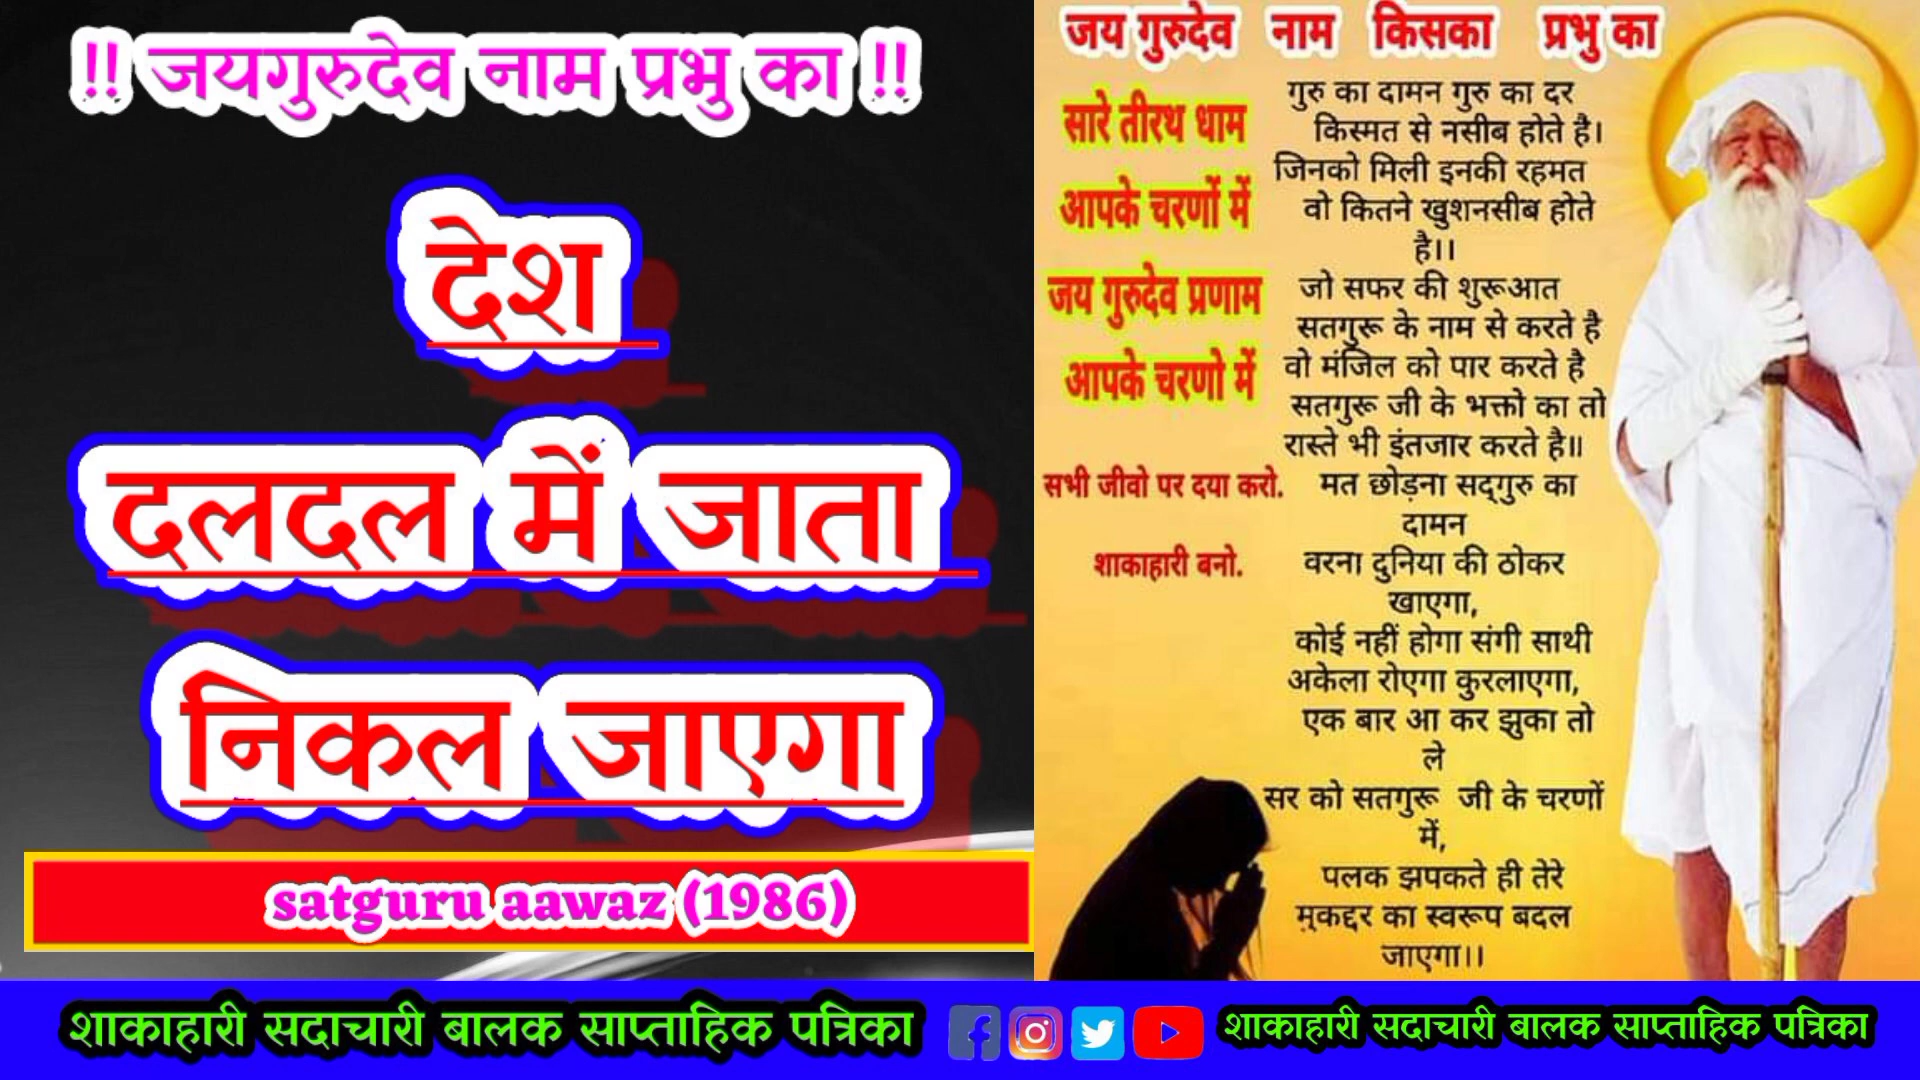 !! जयगुरुदेव नाम प्रभु का !!
देश
दलदल में जाता
निकल जाएगा
satguru aawaz (1986)
जय गुरुदेव नाम किसका प्रभु का
सारे तीरथ धाम
आपके चरणों में
जय गुरुदेव प्रणाम
आपके चरणो में
सभी जीवो पर दया करो.
शाकाहारी बनो.
गुरु का दामन गुरु का दर
किस्मत से नसीब होते है।
जिनको मिली इनकी रहमत
वो कितने खुशनसीब होते
है।।
जो सफर की शुरूआत
सतगुरू के नाम से करते है
वो मंजिल को पार करते है
सतगुरू जी के भक्तो का तो
रास्ते भी इंतजार करते है॥
मत छोड़ना सद्गुरु का
दामन
वरना दुनिया की ठोकर
खाएगा,
कोई नहीं होगा संगी साथी
अकेला रोएगा कुरलाएगा,
एक बार आ कर झुका तो
ले
सर को सतगुरू जी के चरणों
में,
पलक झपकते ही तेरे
मुकद्दर का स्वरूप बदल
जाएगा।।
शाकाहारी सदाचारी बालक साप्ताहिक पत्रिका
शाकाहारी सदाचारी बालक साप्ताहिक पत्रिका